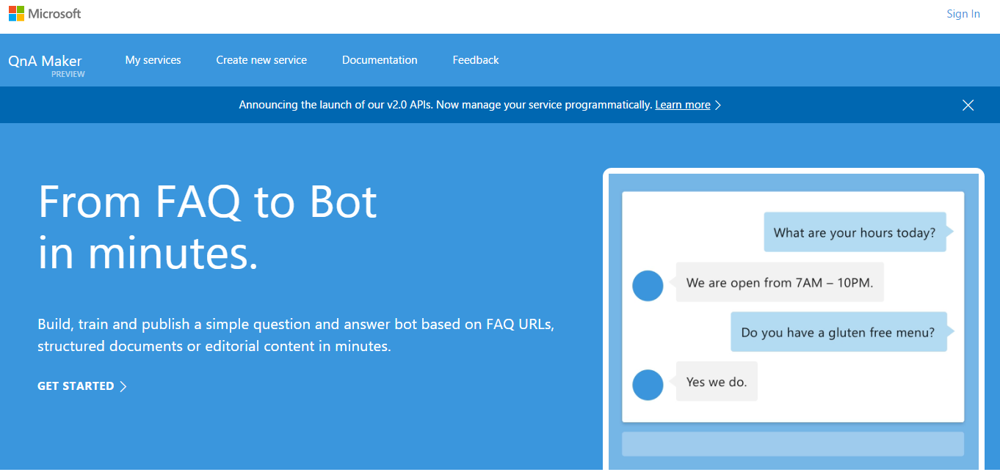 Microsoft
Sign In
QnA Maker
PREVIEW
My services
Create new service
Documentation
Feedback
Announcing the launch of our v2.0 APIs. Now manage your service programmatically. Learn more
From FAQ to Bot
in minutes.
Build, train and publish a simple question and answer bot based on FAQ URLs,
structured documents or editorial content in minutes.
GET STARTED
What are your hours today?
We are open from 7AM – 10PM.
Do you have a gluten free menu?
Yes we do.